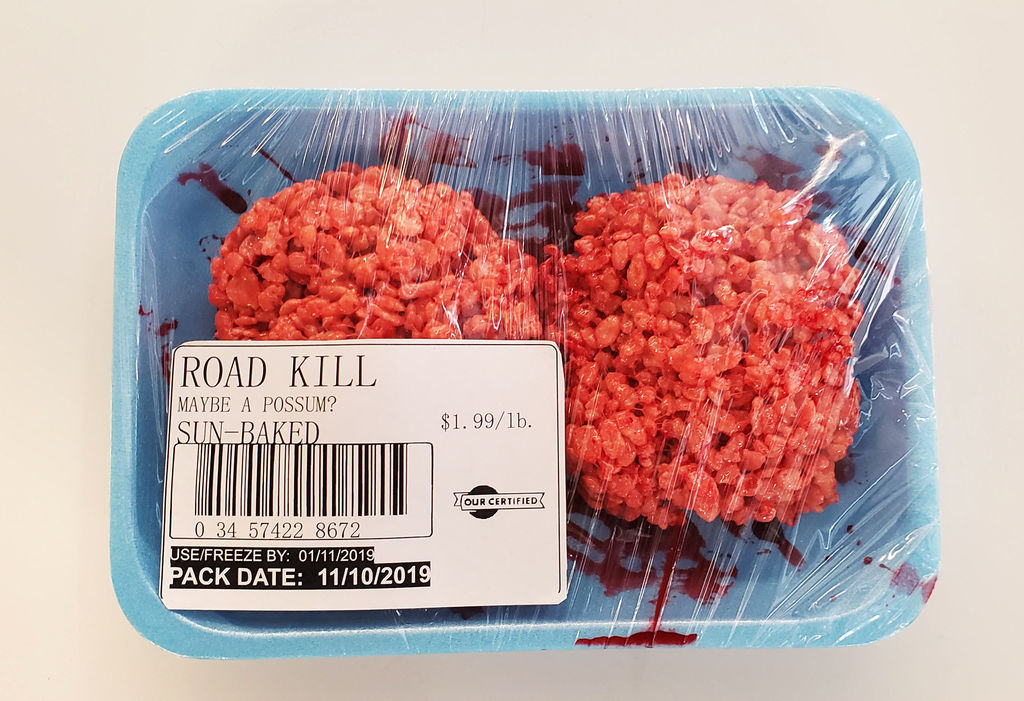 ROAD KILL
MAYBE A POSSUM?
SUN-BAKED
$1.99/lb.
0 34 57422 8672
OUR CERTIFIED
USE/FREEZE BY: 01/11/2019
PACK DATE: 11/10/2019